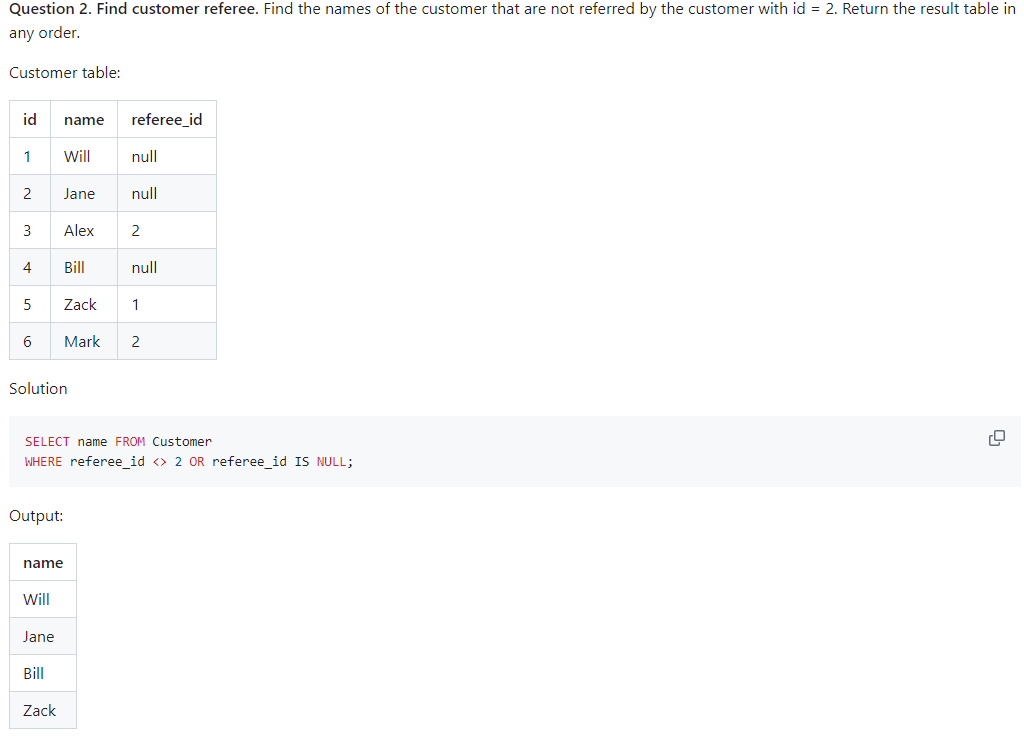 Question 2. Find customer referee. Find the names of the customer that are not referred by the customer with id = 2. Return the result table in
any order.
Customer table:
id name referee_id
1 Will null
2 Jane null
3 Alex 2
4 Bill null
5 Zack 1
6 Mark 2
Solution
SELECT name FROM Customer
WHERE referee_id <> 2 OR referee_id IS NULL;
Output:
name
Will
Jane
Bill
Zack